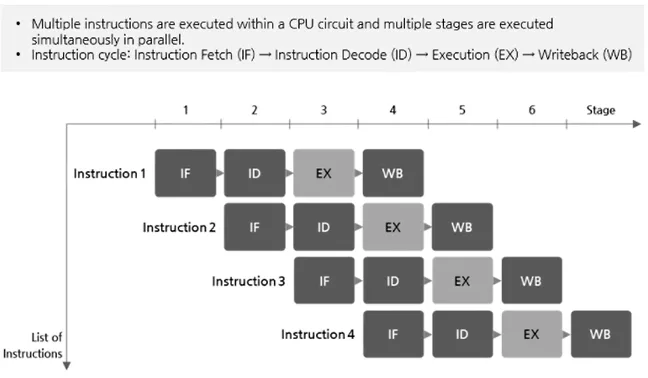 • Multiple instructions are executed within a CPU circuit and multiple stages are executed
simultaneously in parallel.
• Instruction cycle: Instruction Fetch (IF) → Instruction Decode (ID) → Execution (EX) → Writeback (WB)
1 2 3 4 5 6 Stage
Instruction 1 IF ID EX WB
Instruction 2 IF ID EX WB
Instruction 3 IF ID EX WB
Instruction 4 IF ID EX WB
List of
Instructions